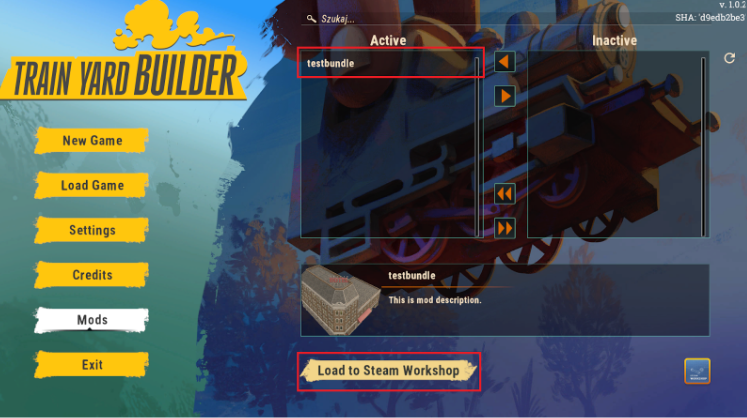 v. 1.0.2
SHA: 'd9edb2be3
Szukaj...
Active
Inactive
testbundle
TRAIN YARD BUILDER
New Game
Load Game
Settings
Credits
Mods
Exit
testbundle
This is mod description.
Load to Steam Workshop